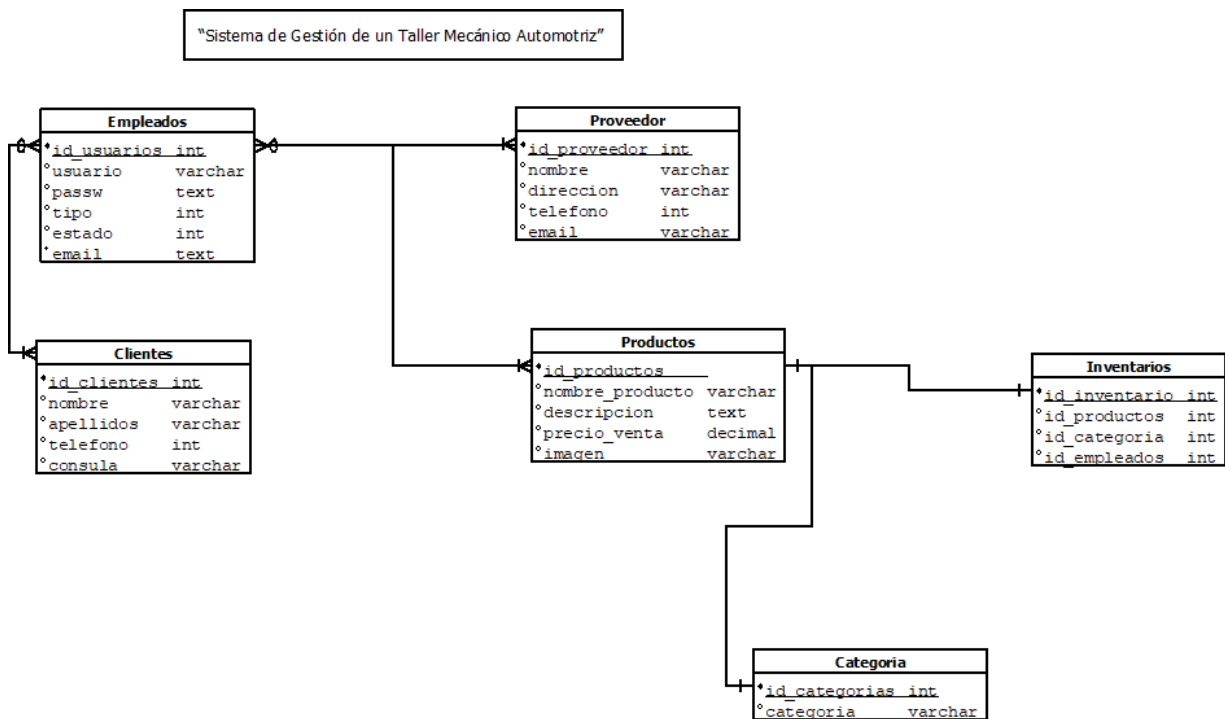 “Sistema de Gestión de un Taller Mecánico Automotriz”
Empleados
id_usuarios int
usuario varchar
passw text
tipo int
estado int
email text
Proveedor
id_proveedor int
nombre varchar
direccion varchar
telefono int
email varchar
Clientes
id_clientes int
nombre varchar
apellidos varchar
telefono int
consula varchar
Productos
id_productos
nombre_producto varchar
descripcion text
precio_venta decimal
imagen varchar
Inventarios
id_inventario int
id_productos int
id_categoria int
id_empleados int
Categoria
id_categorias int
categoria varchar